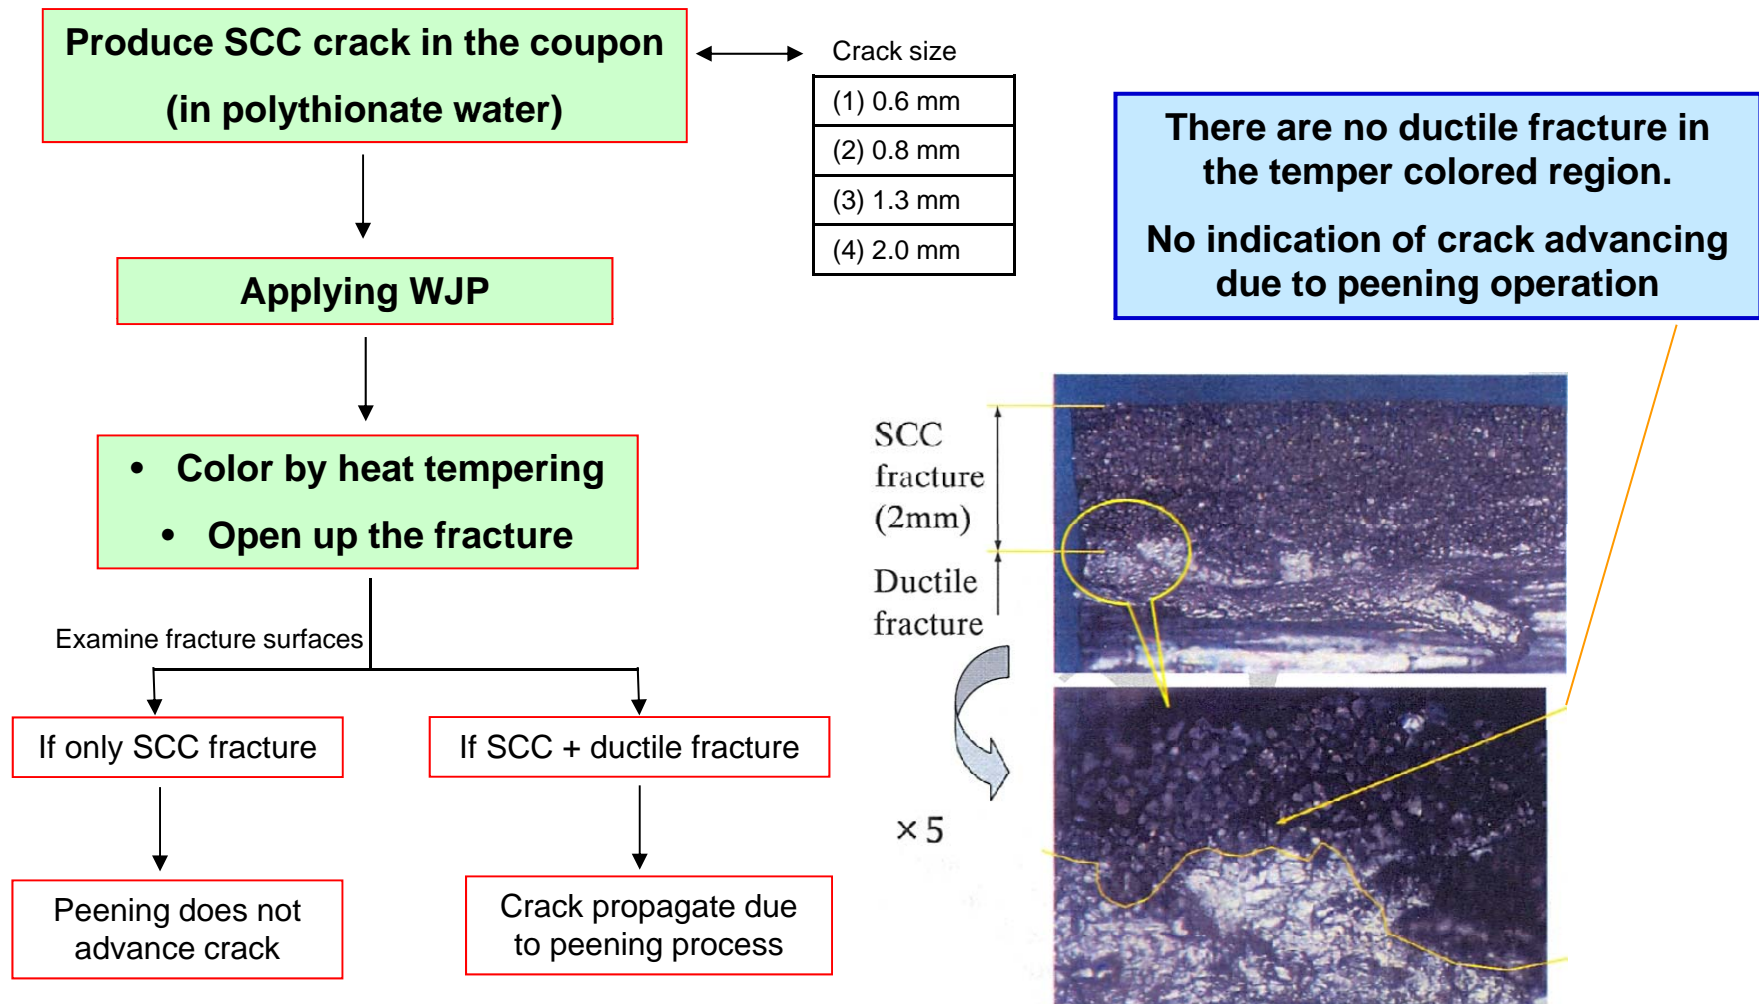 Produce SCC crack in the coupon
(in polythionate water)
Crack size
(1) 0.6 mm
(2) 0.8 mm
(3) 1.3 mm
(4) 2.0 mm
Applying WJP
• Color by heat tempering
• Open up the fracture
Examine fracture surfaces
If only SCC fracture
If SCC + ductile fracture
Peening does not
advance crack
Crack propagate due
to peening process
There are no ductile fracture in
the temper colored region.
No indication of crack advancing
due to peening operation
SCC
fracture
(2mm)
Ductile
fracture
×5